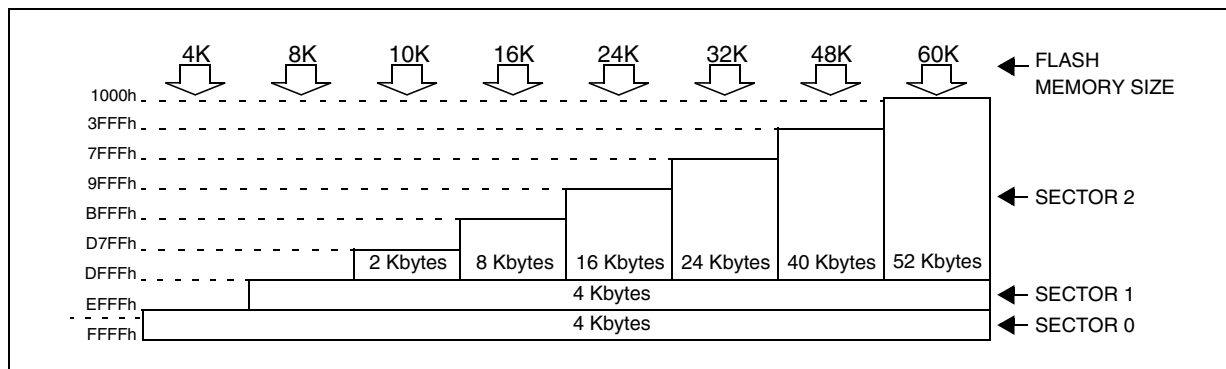 4K 8K 10K 16K 24K 32K 48K 60K FLASH
MEMORY SIZE
1000h
3FFFh
7FFFh
9FFFh
SECTOR 2
BFFFh
D7FFh
2 Kbytes 8 Kbytes 16 Kbytes 24 Kbytes 40 Kbytes 52 Kbytes
DFFFh
4 Kbytes SECTOR 1
EFFFh
4 Kbytes SECTOR 0
FFFFh